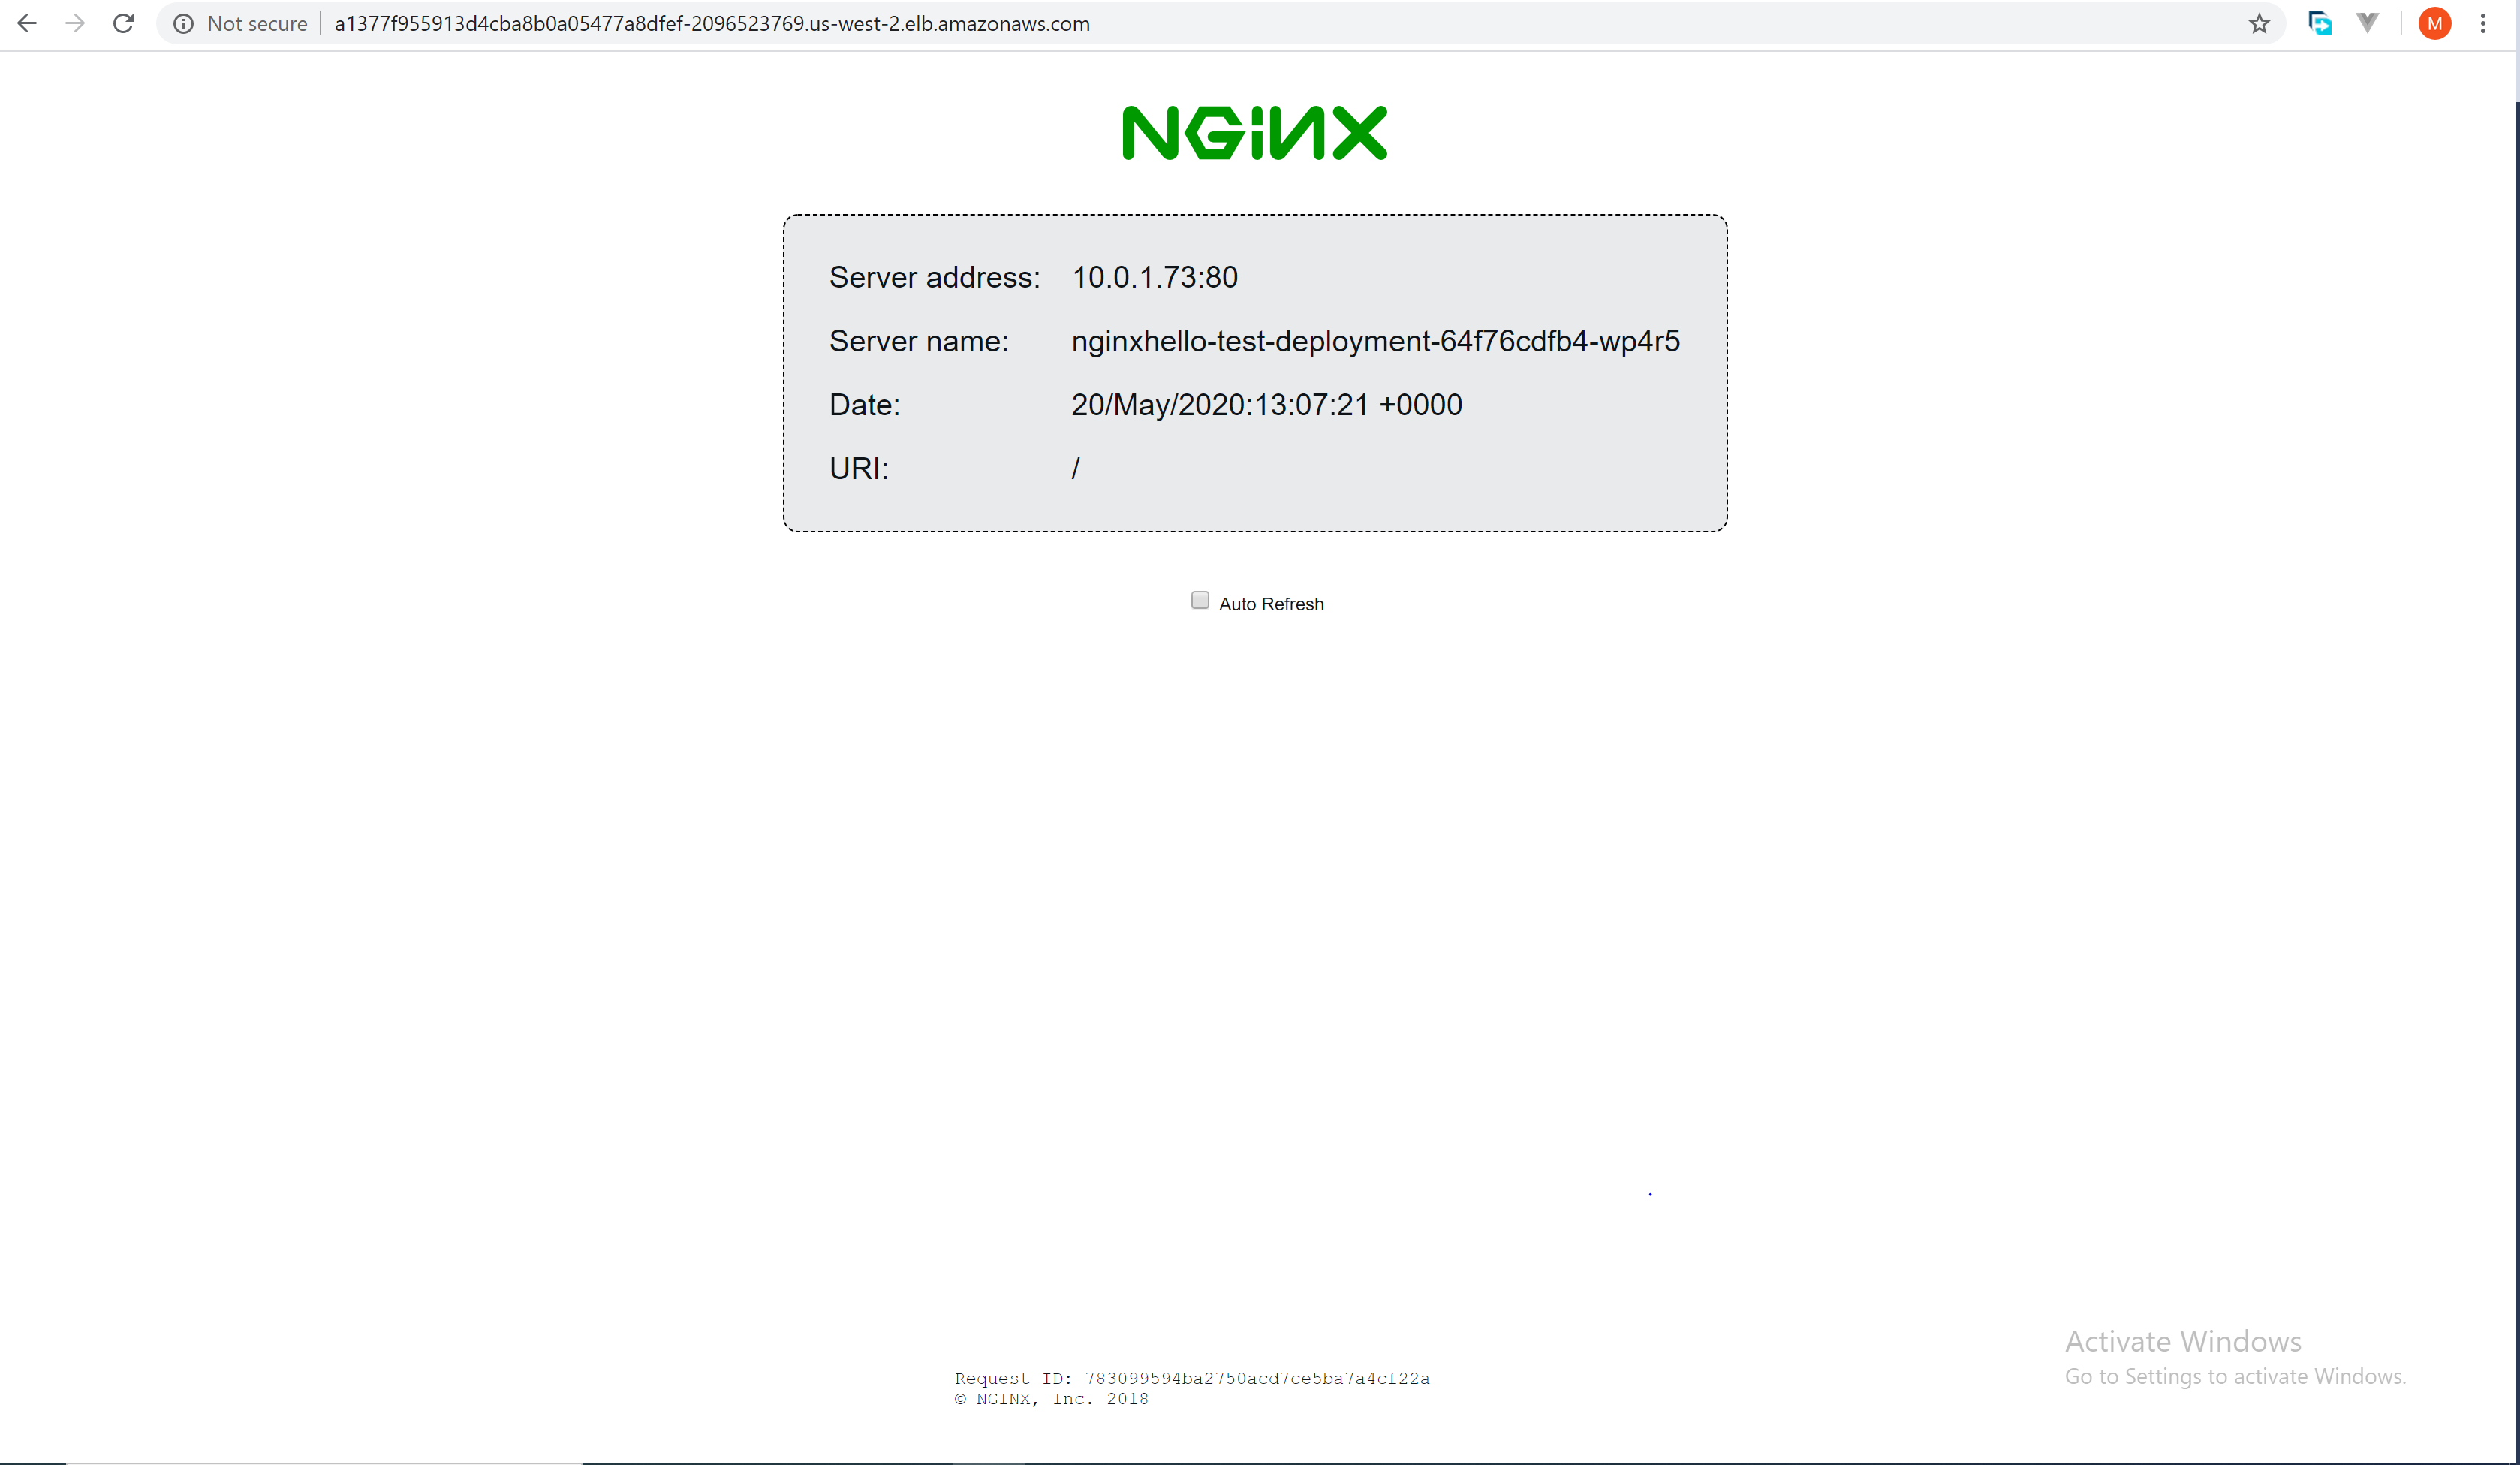 Not secure a1377f955913d4cba8b0a05477a8dfef-2096523769.us-west-2.elb.amazonaws.com M
NGINX
Server address: 10.0.1.73:80
Server name: nginxhello-test-deployment-64f76cdfb4-wp4r5
Date: 20/May/2020:13:07:21 +0000
URI: /
Auto Refresh
Activate Windows
Go to Settings to activate Windows.
Request ID: 783099594ba2750acd7ce5ba7a4cf22a
© NGINX, Inc. 2018